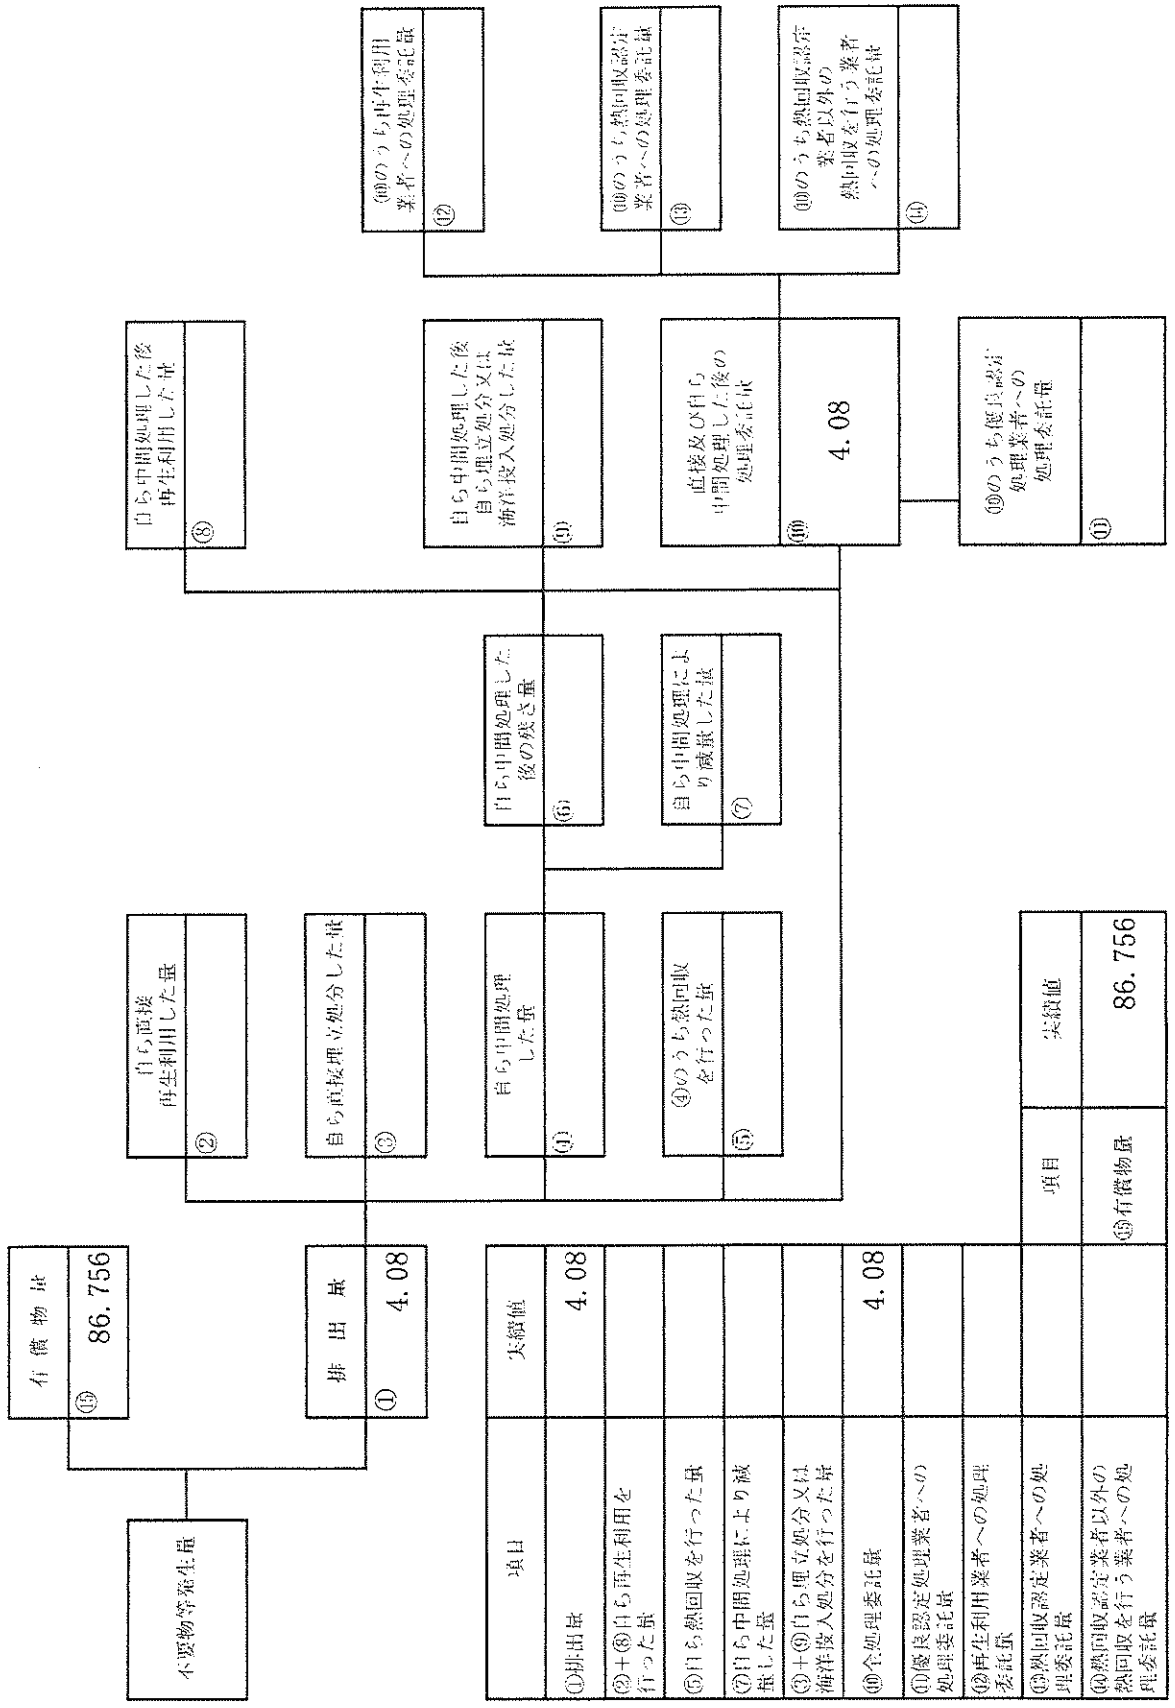 不要物等発生量
有償物量
⑮
86.756
排出量
①
4.08
自ら直接
再生利用した量
②
自ら直接埋立処分した量
③
自ら中間処理
した量
④
④のうち熱回収
を行った量
⑤
自ら中間処理した
後の残さ量
⑥
自ら中間処理によ
り減量した量
⑦
自ら中間処理した後
再生利用した量
⑧
自ら中間処理した後
自ら埋立処分又は
海洋投入処分した量
⑨
直接及び自ら
中間処理した後の
処理委託量
⑩
4.08
⑩のうち優良認定
処理業者への
処理委託量
⑪
⑩のうち再生利用
業者への処理委託量
⑫
⑩のうち熱回収認定
業者への処理委託量
⑬
⑩のうち熱回収認定
業者以外の
熱回収を行う業者
への処理委託量
⑭
項目
実績値
①排出量
4.08
②+⑧自ら再生利用を
行った量
⑤自ら熱回収を行った量
⑦自ら中間処理により減
量した量
③+⑨自ら埋立処分又は
海洋投入処分を行った量
⑩全処理委託量
4.08
⑪優良認定処理業者への
処理委託量
⑫再生利用業者への処理
委託量
⑬熱回収認定業者への処
理委託量
⑭熱回収認定業者以外の
熱回収を行う業者への処
理委託量
項目
実績値
⑮有償物量
86.756